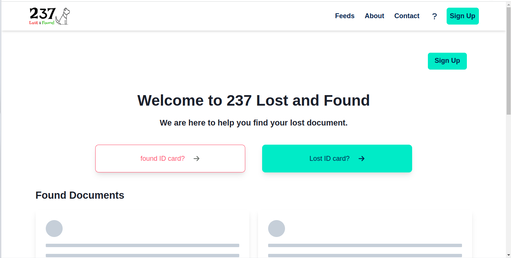 237
Lost & Found
Feeds
About
Contact
?
Sign Up
Sign Up
Welcome to 237 Lost and Found
We are here to help you find your lost document.
found ID card? →
Lost ID card? →
Found Documents